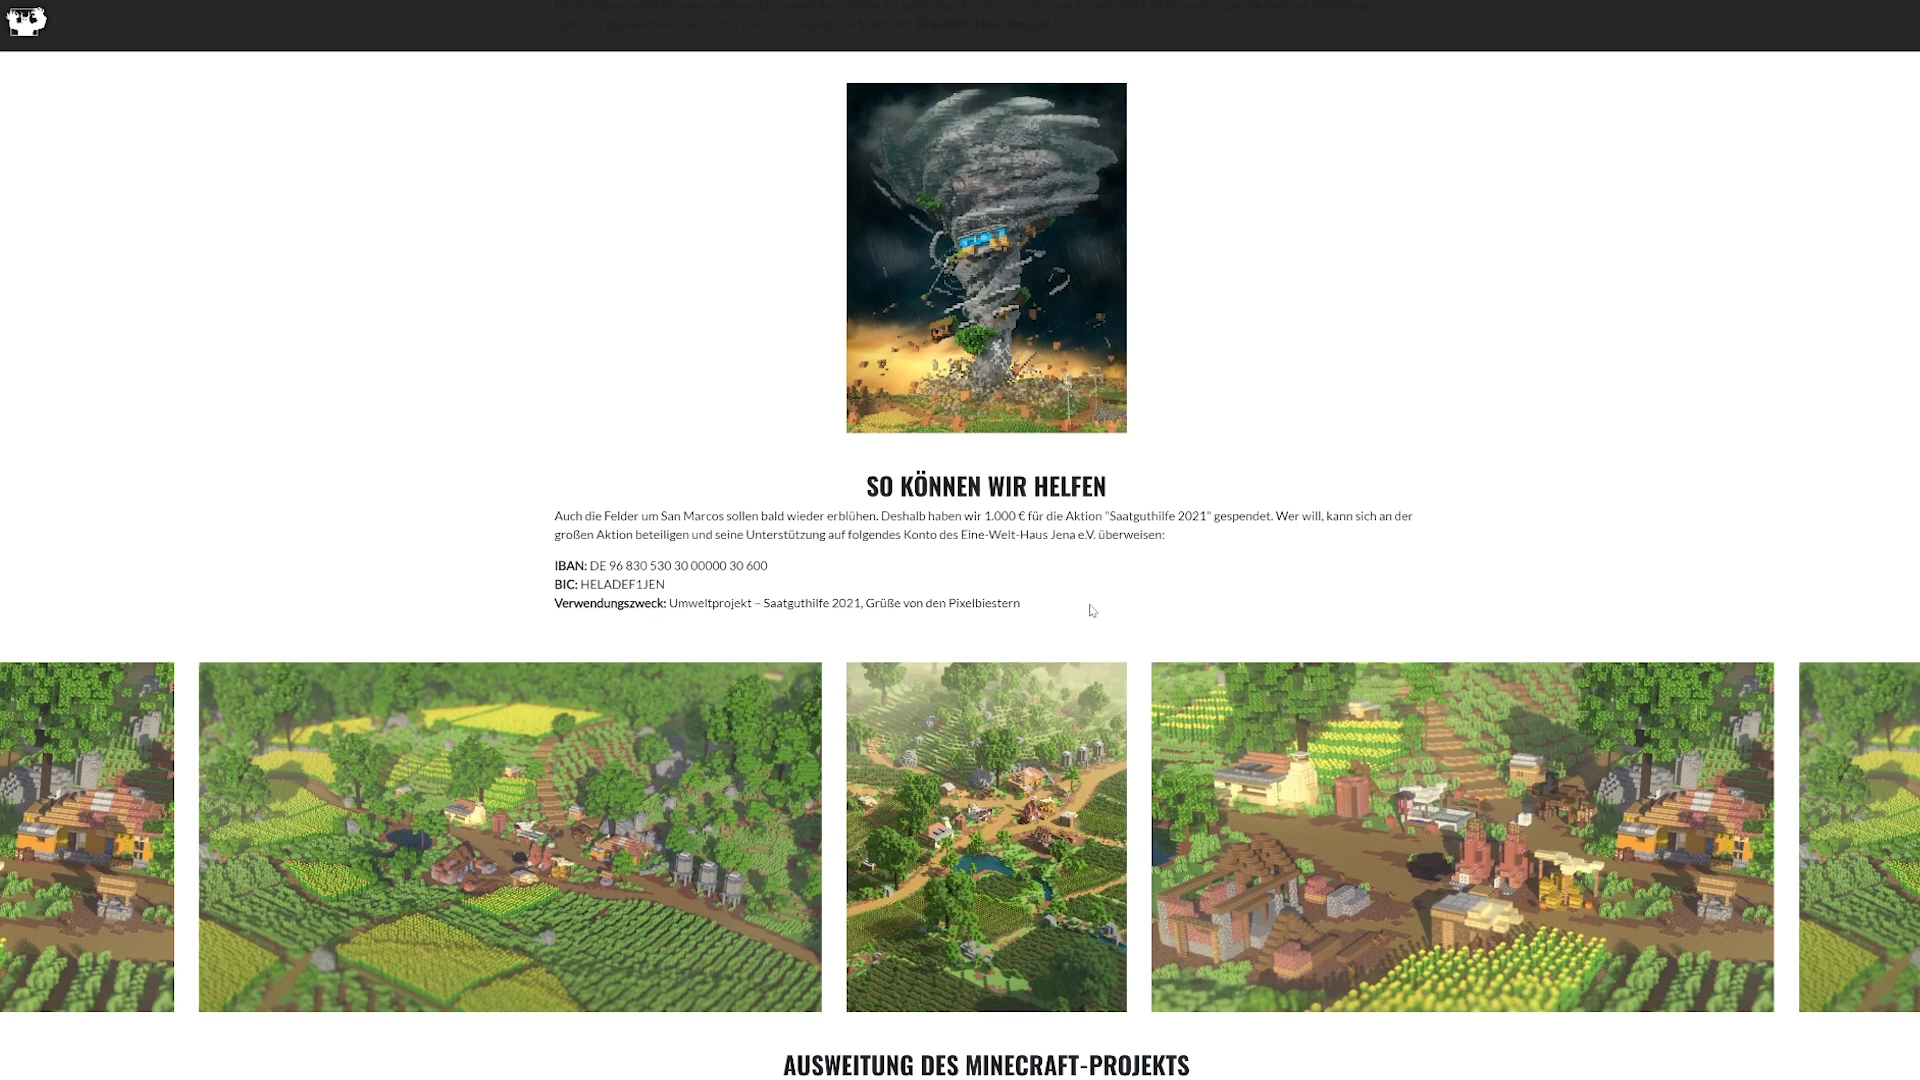 SO KÖNNEN WIR HELFEN
Auch die Felder um San Marcos sollen bald wieder erblühen. Deshalb haben wir 1.000 € für die Aktion "Saatguthilfe 2021" gespendet. Wer will, kann sich an der
großen Aktion beteiligen und seine Unterstützung auf folgendes Konto des Eine-Welt-Haus Jena e.V. überweisen:
IBAN: DE 96 830 530 30 00000 30 600
BIC: HELADEF1JEN
Verwendungszweck: Umweltprojekt – Saatguthilfe 2021, Grüße von den Pixelbiestern
AUSWEITUNG DES MINECRAFT-PROJEKTS